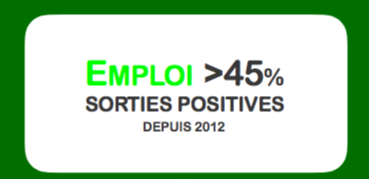 EMPLOI >45%
SORTIES POSITIVES
DEPUIS 2012